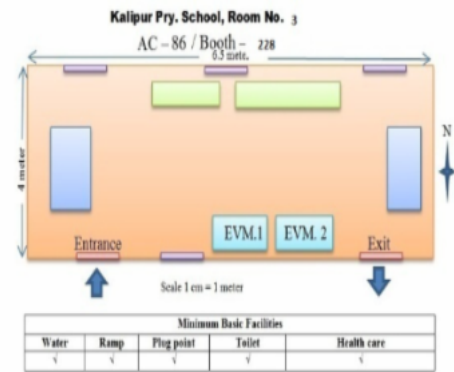 Kalipur Pry. School, Room No. 3
AC – 86 / Booth – 228
6.5 mete.
4 meter
N
EVM.1 EVM. 2
Entrance Exit
Scale 1 cm = 1 meter
Minimum Basic Facilities
Water Ramp Plug point Toilet Health care
√ √ √ √ √